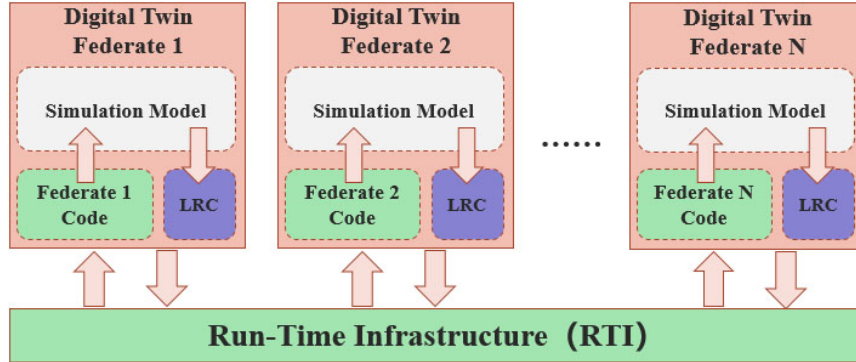 Digital Twin
Federate 1
Simulation Model
Federate 1
Code
LRC
Digital Twin
Federate 2
Simulation Model
Federate 2
Code
LRC
......
Digital Twin
Federate N
Simulation Model
Federate N
Code
LRC
Run-Time Infrastructure（RTI）